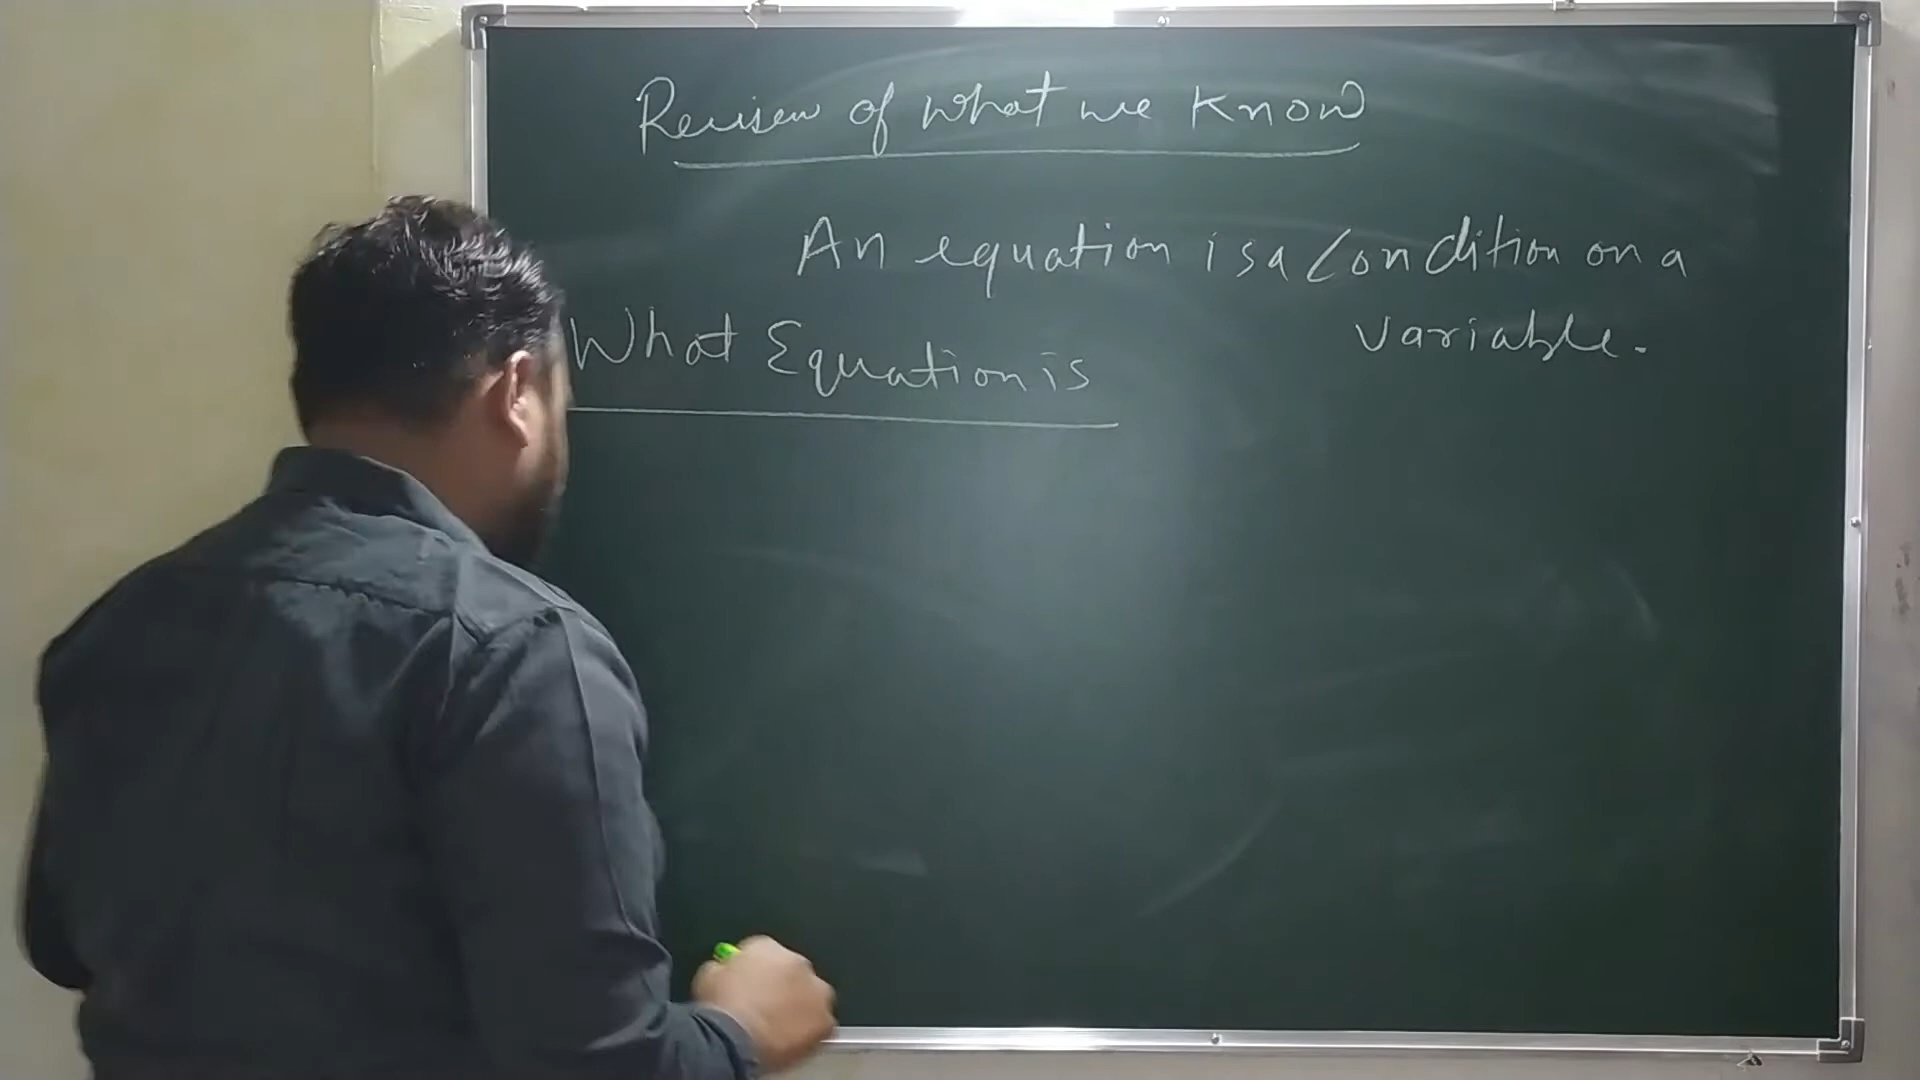 Review of what we know
An equation is a condition on a
variable.
What Equation is